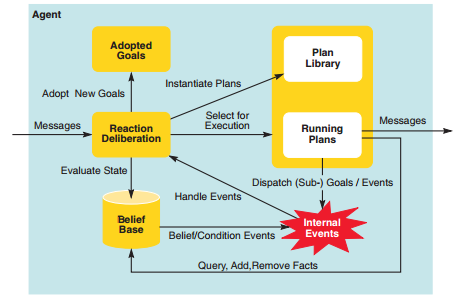 Agent
Adopted
Goals
Plan
Library
Instantiate Plans
Adopt New Goals
Select for
Execution
Messages
Messages
Reaction
Deliberation
Running
Plans
Evaluate State
Dispatch (Sub-) Goals / Events
Handle Events
Belief
Base
Internal
Events
Belief/Condition Events
Query, Add,Remove Facts